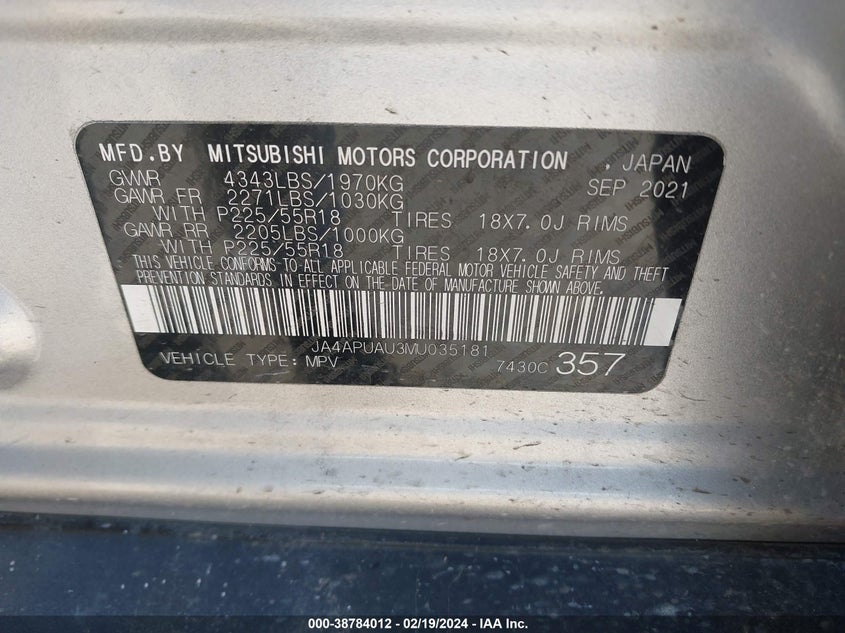 MFD.BY MITSUBISHI MOTORS CORPORATION , JAPAN
GVWR 4343LBS/1970KG SEP 2021
GAWR FR 2271LBS/1030KG
WITH P225/55R18 TIRES 18X7.0J RIMS
GAWR RR 2205LBS/1000KG
WITH P225/55R18 TIRES 18X7.0J RIMS
THIS VEHICLE CONFORMS-TO-ALL APPLICABLE FEDERAL MOTOR VEHICLE SAFETY AND THEFT
PREVENTION STANDARDS IN EFFECT ON THE DATE OF MANUFACTURE SHOWN ABOVE.
JA4APUAU3MU035181
VEHICLE TYPE: MPV 7430C 357
000-38784012 - 02/19/2024 - IAA Inc.